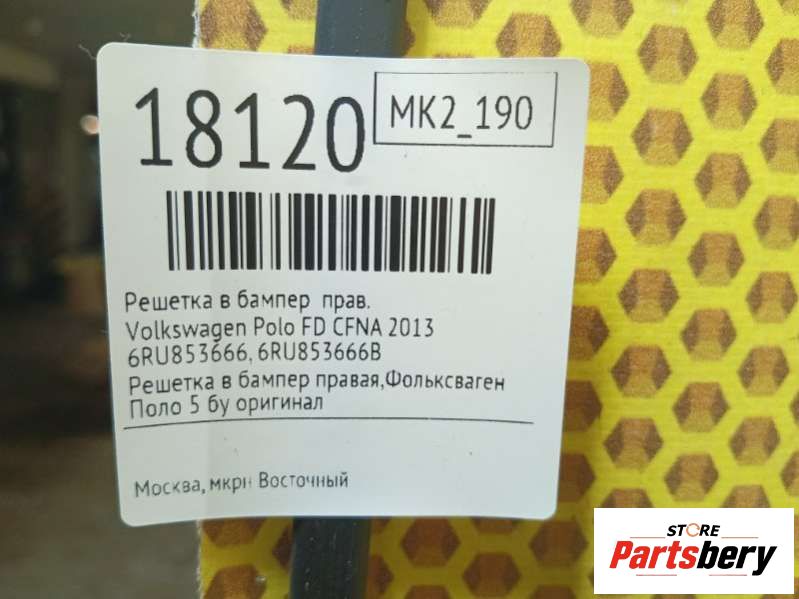 18120
MK2_190
Решетка в бампер прав.
Volkswagen Polo FD CFNA 2013
6RU853666, 6RU853666B
Решетка в бампер правая,Фольксваген
Поло 5 бу оригинал
Москва, мкрн Восточный
STORE
Partsbery